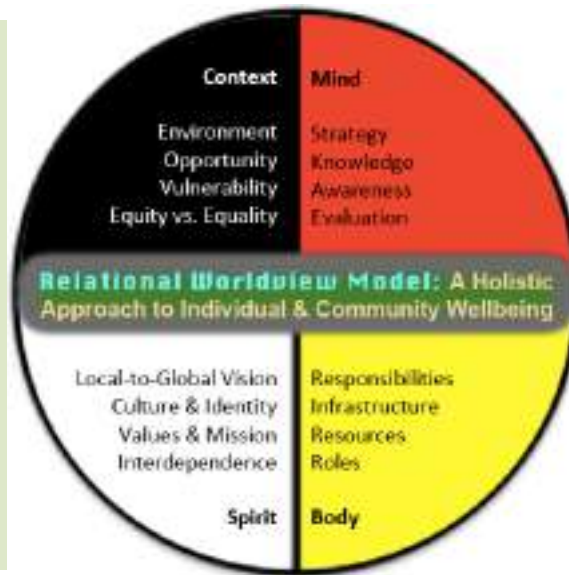 Context
Environment
Opportunity
Vulnerability
Equity vs. Equality
Mind
Strategy
Knowledge
Awareness
Evaluation
Relational Worldview Model: A Holistic
Approach to Individual & Community Wellbeing
Local-to-Global Vision
Culture & Identity
Values & Mission
Interdependence
Spirit
Responsibilities
Infrastructure
Resources
Roles
Body